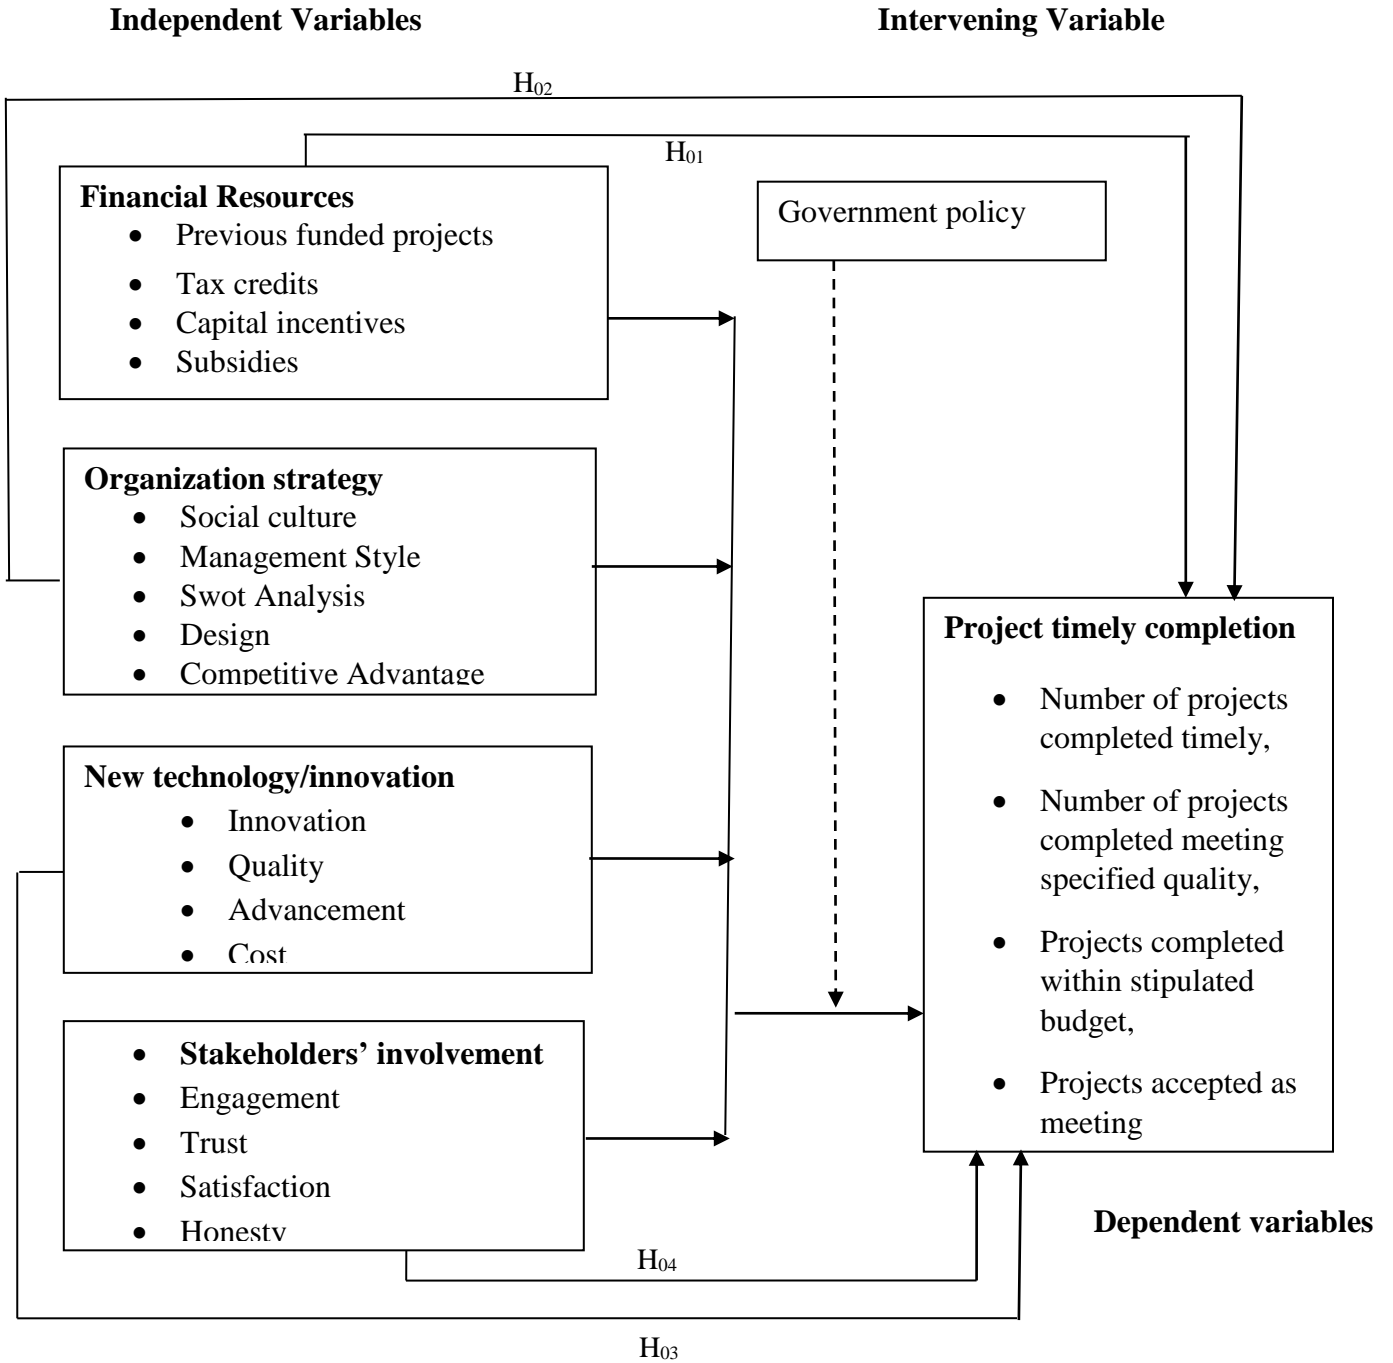 Independent Variables
Intervening Variable
H02
H01
Financial Resources
• Previous funded projects
• Tax credits
• Capital incentives
• Subsidies
Government policy
Organization strategy
• Social culture
• Management Style
• Swot Analysis
• Design
• Competitive Advantage
New technology/innovation
• Innovation
• Quality
• Advancement
• Cost
• Stakeholders’ involvement
• Engagement
• Trust
• Satisfaction
• Honesty
Project timely completion
• Number of projects
completed timely,
• Number of projects
completed meeting
specified quality,
• Projects completed
within stipulated
budget,
• Projects accepted as
meeting
Dependent variables
H04
H03